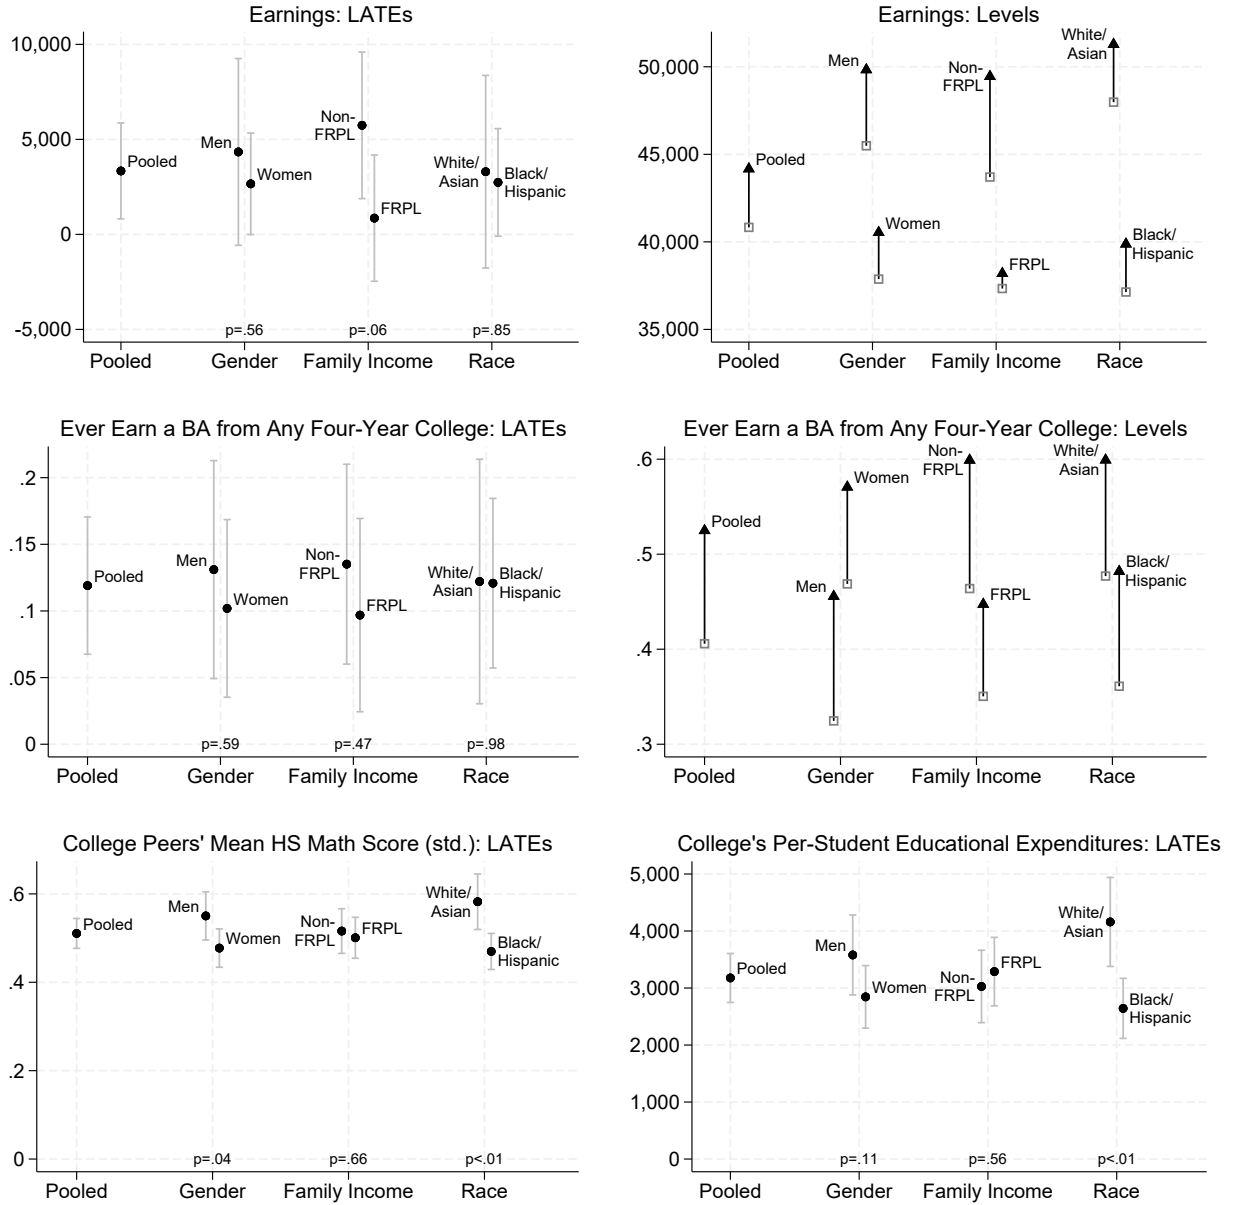 Earnings: LATEs
10,000
5,000
0
-5,000
Pooled
Men
Women
Non-
FRPL
FRPL
White/
Asian
Black/
Hispanic
p=.56
p=.06
p=.85
Pooled
Gender
Family Income
Race
Earnings: Levels
50,000
45,000
40,000
35,000
Pooled
Men
Women
Non-
FRPL
FRPL
White/
Asian
Black/
Hispanic
Pooled
Gender
Family Income
Race
Ever Earn a BA from Any Four-Year College: LATEs
.2
.15
.1
.05
0
Pooled
Men
Women
Non-
FRPL
FRPL
White/
Asian
Black/
Hispanic
p=.59
p=.47
p=.98
Pooled
Gender
Family Income
Race
Ever Earn a BA from Any Four-Year College: Levels
.6
.5
.4
.3
Pooled
Men
Women
Non-
FRPL
FRPL
White/
Asian
Black/
Hispanic
Pooled
Gender
Family Income
Race
College Peers' Mean HS Math Score (std.): LATEs
.6
.4
.2
0
Pooled
Men
Women
Non-
FRPL
FRPL
White/
Asian
Black/
Hispanic
p=.04
p=.66
p<.01
Pooled
Gender
Family Income
Race
College's Per-Student Educational Expenditures: LATEs
5,000
4,000
3,000
2,000
1,000
0
Pooled
Men
Women
Non-
FRPL
FRPL
White/
Asian
Black/
Hispanic
p=.11
p=.56
p<.01
Pooled
Gender
Family Income
Race